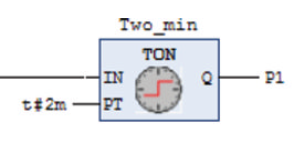 Two_min
TON
IN Q P1
t#2m PT